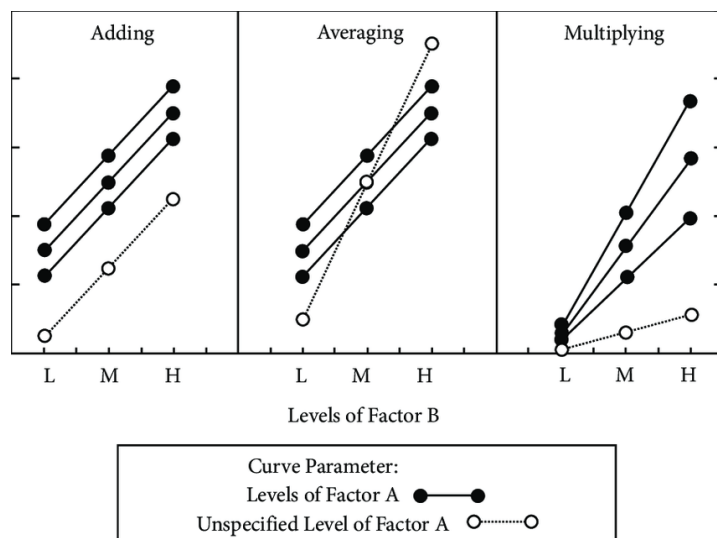 Adding Averaging Multiplying
L M H L M H L M H
Levels of Factor B
Curve Parameter:
Levels of Factor A
Unspecified Level of Factor A